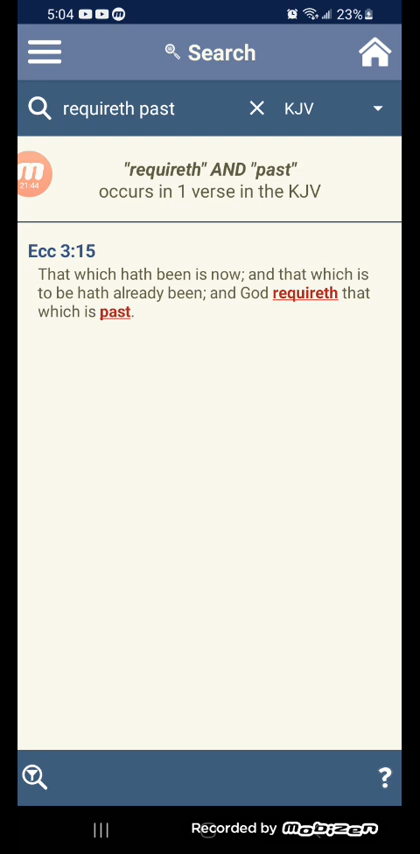 5:04 23%
Search
requireth past KJV
"requireth" AND "past"
occurs in 1 verse in the KJV
21:44
Ecc 3:15
That which hath been is now; and that which is
to be hath already been; and God requireth that
which is past.
?
Recorded by mobizen